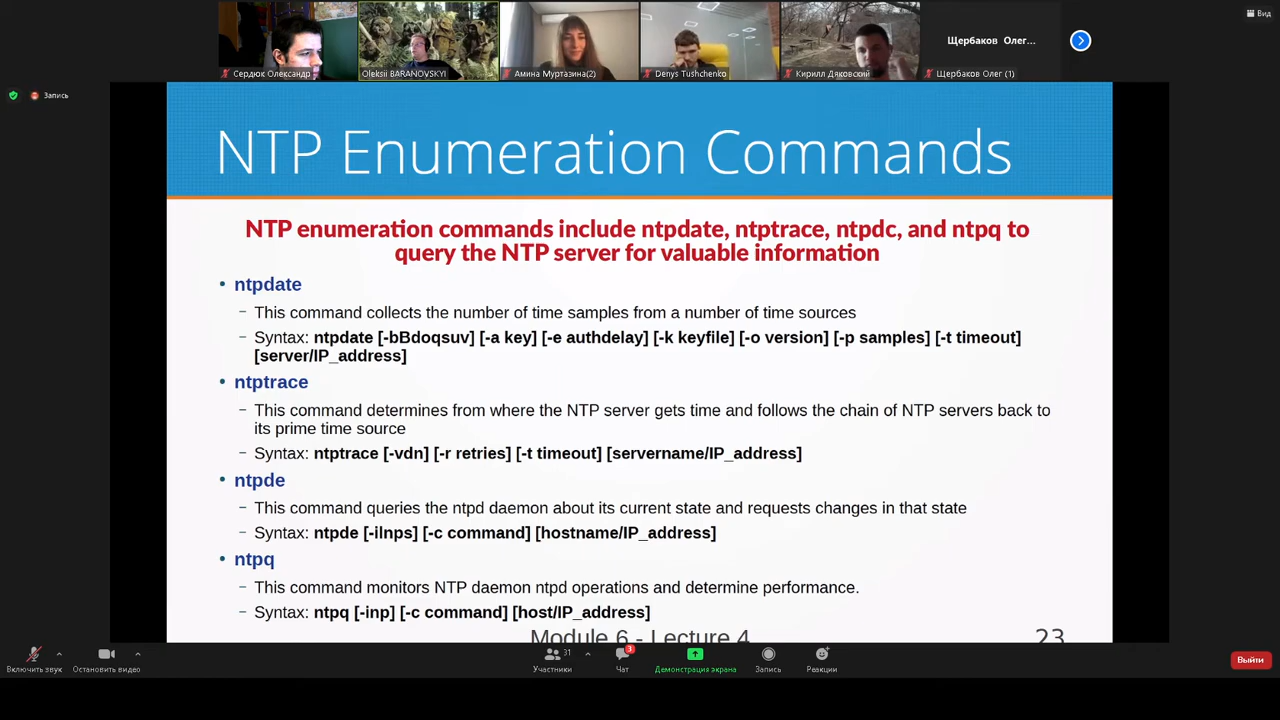 Вид
Сердюк Олександр
Oleksii BARANOVSKYI
Амина Муртазина(2)
Denys Tushchenko
Кирилл Дяковский
Щербаков Олег...
Щербаков Олег (1)
Запись
NTP Enumeration Commands
NTP enumeration commands include ntpdate, ntptrace, ntpdc, and ntpq to
query the NTP server for valuable information
• ntpdate
– This command collects the number of time samples from a number of time sources
– Syntax: ntpdate [-bBdoqsuv] [-a key] [-e authdelay] [-k keyfile] [-o version] [-p samples] [-t timeout]
[server/IP_address]
• ntptrace
– This command determines from where the NTP server gets time and follows the chain of NTP servers back to
its prime time source
– Syntax: ntptrace [-vdn] [-r retries] [-t timeout] [servername/IP_address]
• ntpde
– This command queries the ntpd daemon about its current state and requests changes in that state
– Syntax: ntpde [-ilnps] [-c command] [hostname/IP_address]
• ntpq
– This command monitors NTP daemon ntpd operations and determine performance.
– Syntax: ntpq [-inp] [-c command] [host/IP_address]
Module 6 - Lecture 4
23
Включить звук
Остановить видео
31
Участники
3
Чат
Демонстрация экрана
Запись
Реакции
Выйти